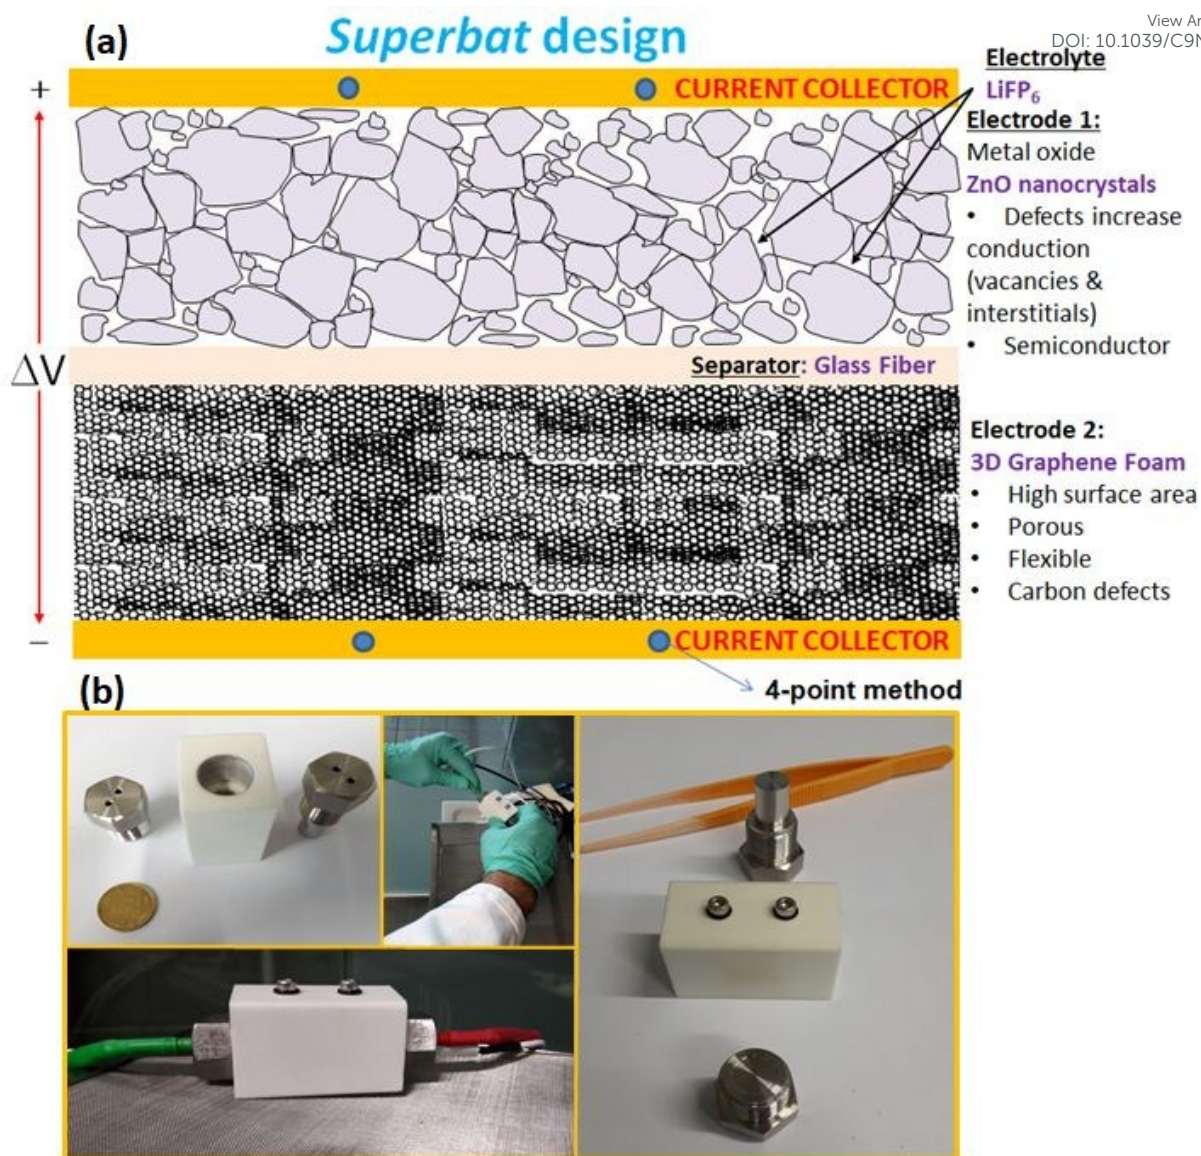 View Ar
DOI: 10.1039/C9N
(a)
Superbat design
+
CURRENT COLLECTOR
Electrolyte
LiFP₆
Electrode 1:
Metal oxide
ZnO nanocrystals
• Defects increase
conduction
(vacancies &
interstitials)
• Semiconductor
ΔV
Separator: Glass Fiber
Electrode 2:
3D Graphene Foam
• High surface area
• Porous
• Flexible
• Carbon defects
–
CURRENT COLLECTOR
4-point method
(b)